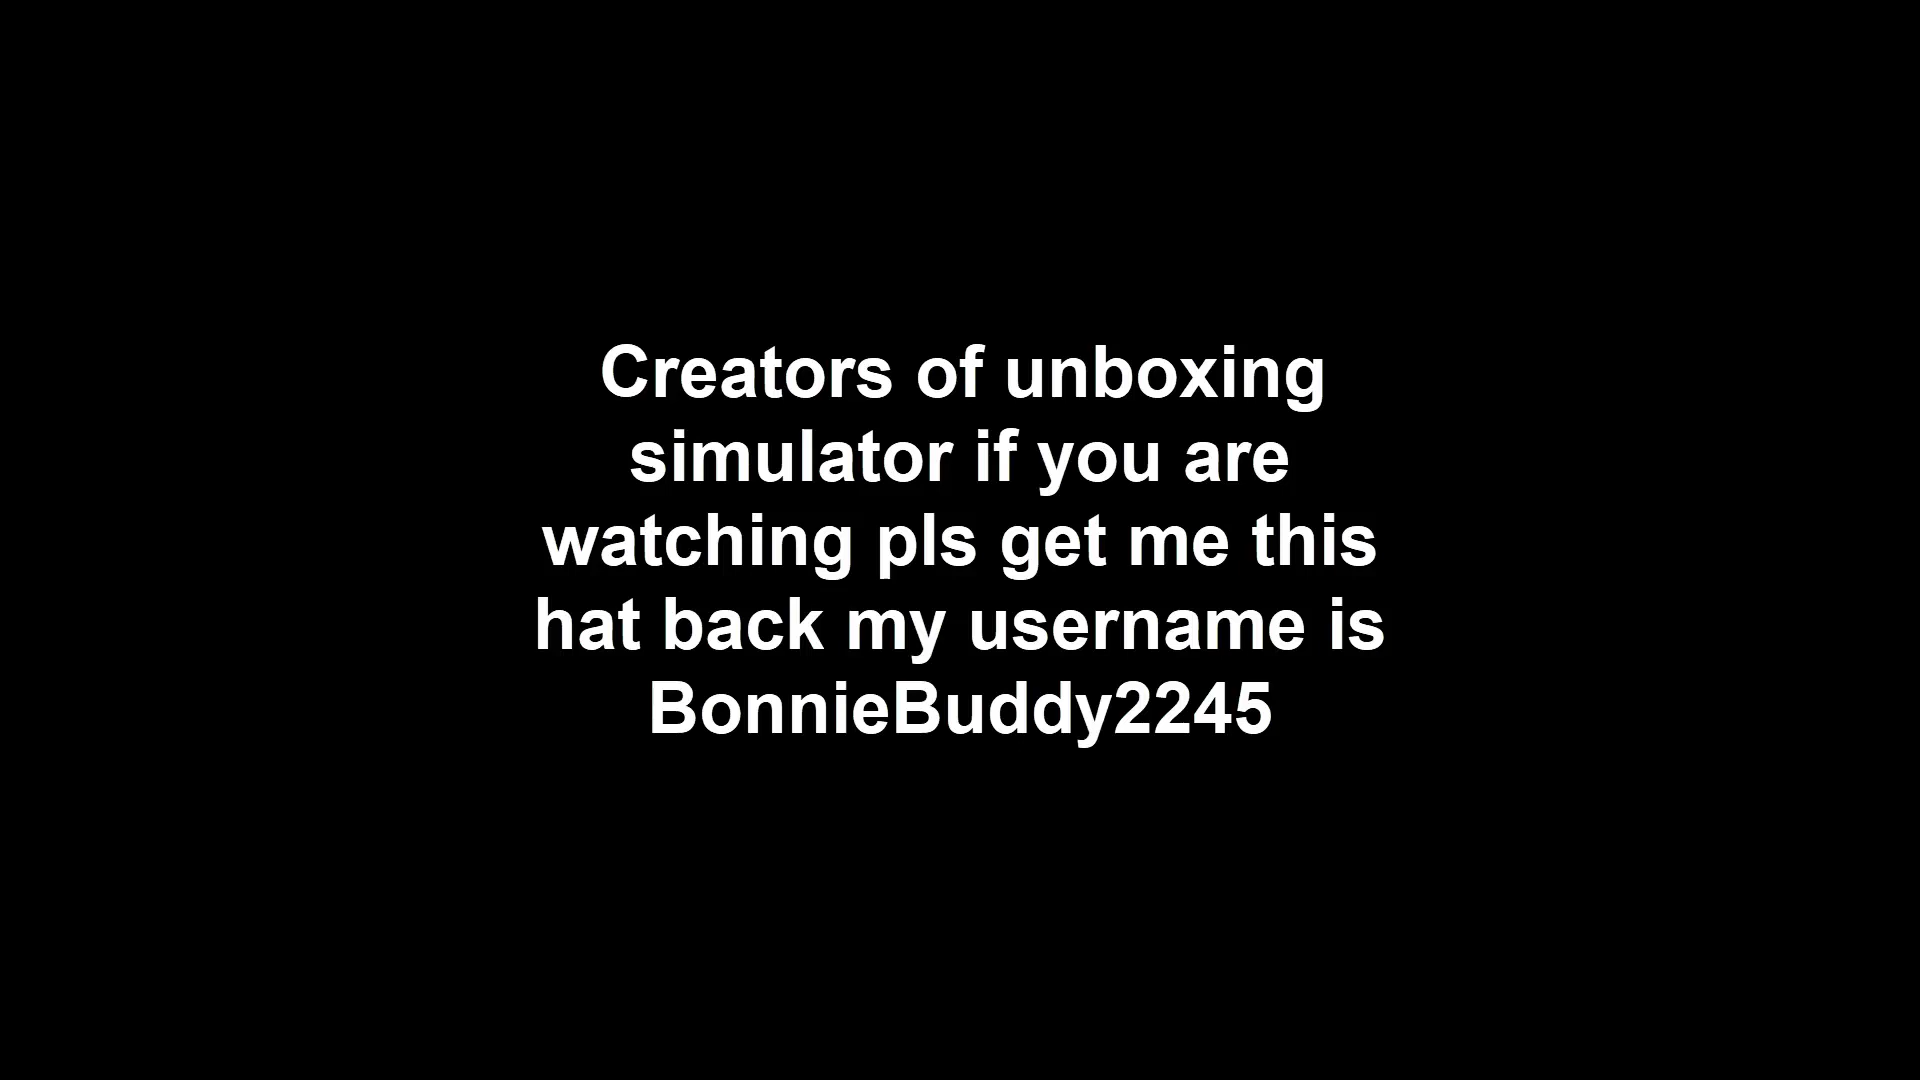 Creators of unboxing
simulator if you are
watching pls get me this
hat back my username is
BonnieBuddy2245